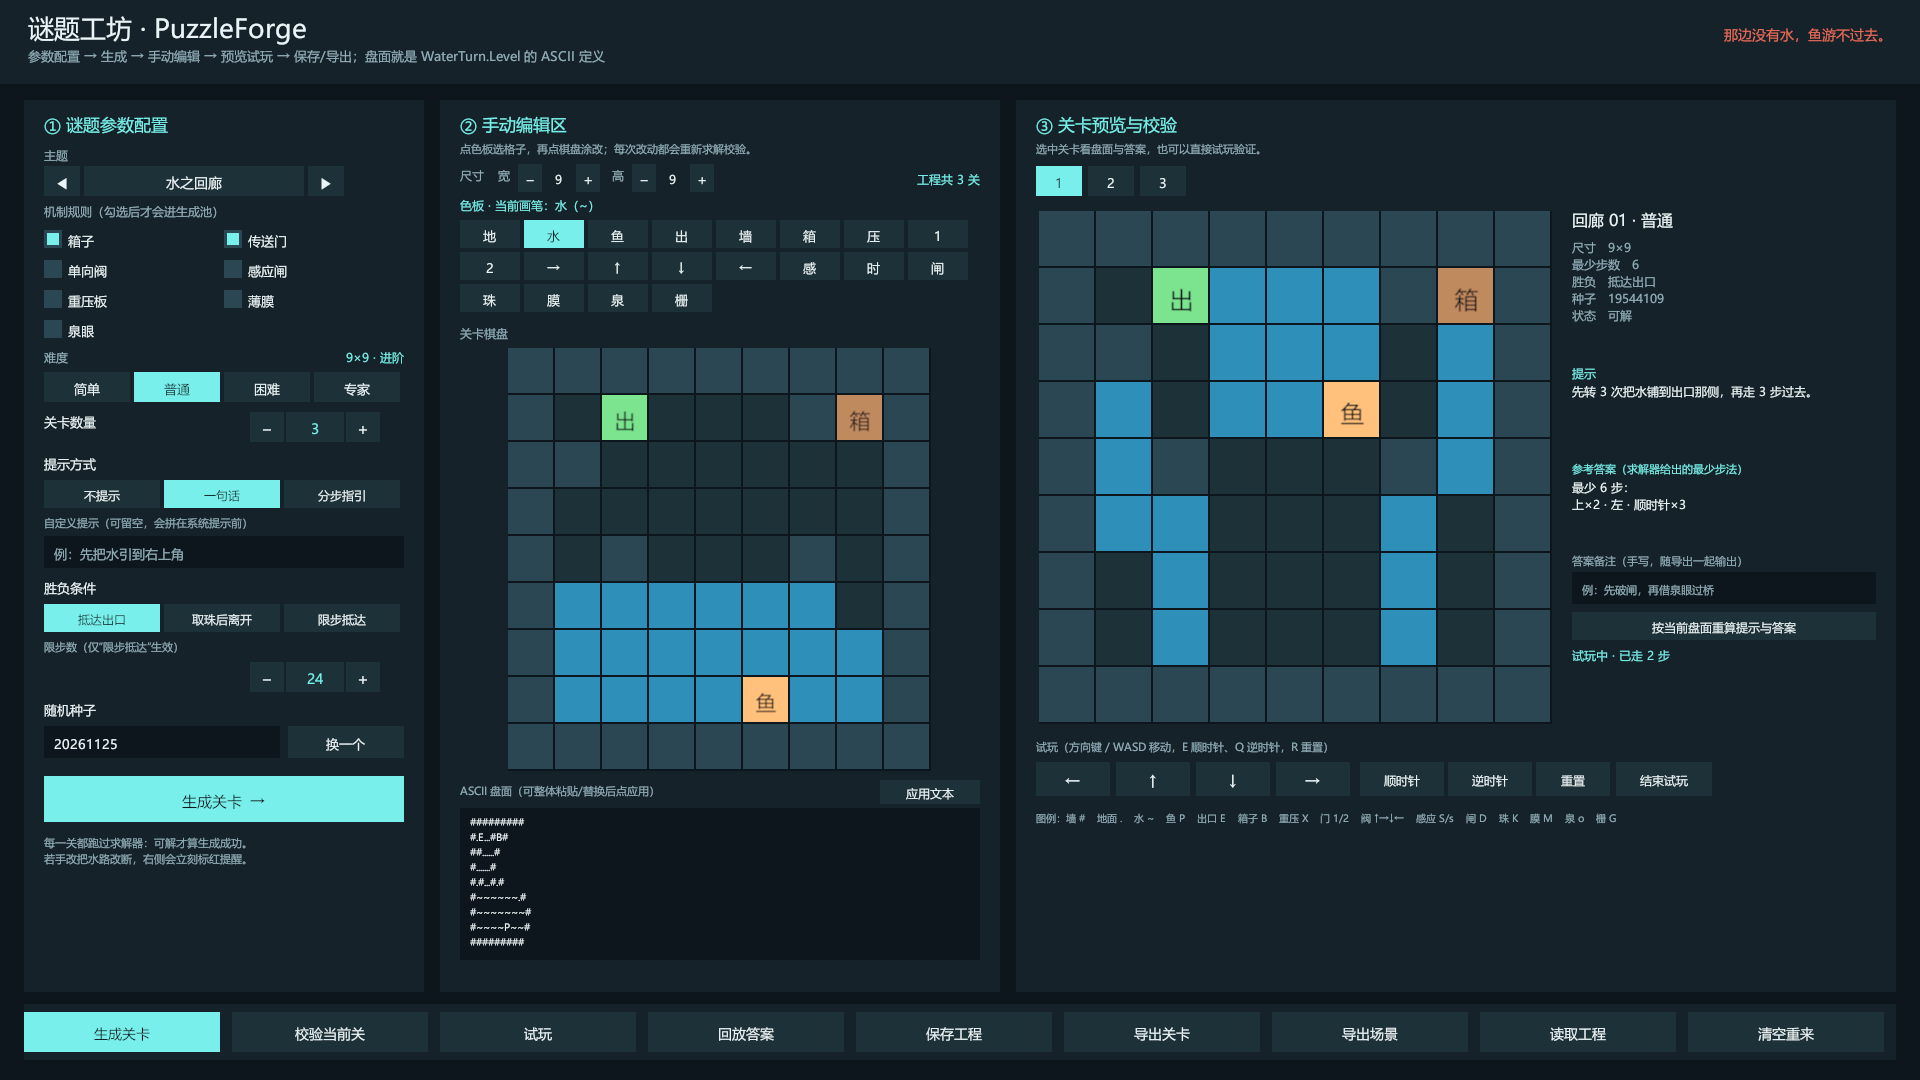 谜题工坊 · PuzzleForge
参数配置 → 生成 → 手动编辑 → 预览试玩 → 保存/导出；盘面就是 WaterTurn.Level 的 ASCII 定义
那边没有水，鱼游不过去。
① 谜题参数配置
主题
◀ 水之回廊 ▶
机制规则（勾选后才会进生成池）
箱子 传送门
单向阀 感应闸
重压板 薄膜
泉眼
难度 9×9 · 进阶
简单 普通 困难 专家
关卡数量 − 3 +
提示方式
不提示 一句话 分步指引
自定义提示（可留空，会拼在系统提示前）
例：先把水引到右上角
胜负条件
抵达出口 取珠后离开 限步抵达
限步数（仅"限步抵达"生效）
− 24 +
随机种子
20261125 换一个
生成关卡 →
每一关都跑过求解器：可解才算生成成功。
若手改把水路改断，右侧会立刻标红提醒。
② 手动编辑区
点色板选格子，再点棋盘涂改；每次改动都会重新求解校验。
尺寸 宽 − 9 + 高 − 9 + 工程共 3 关
色板 · 当前画笔：水（~）
地 水 鱼 出 墙 箱 压 1
2 → ↑ ↓ ← 感 时 闸
珠 膜 泉 栅
关卡棋盘
出 箱
鱼
ASCII 盘面（可整体粘贴/替换后点应用） 应用文本
#########
#.E...#B#
##......#
#.......#
#.#...#.#
#~~~~~~.#
#~~~~~~~#
#~~~~P~~#
#########
③ 关卡预览与校验
选中关卡看盘面与答案，也可以直接试玩验证。
1 2 3
出 箱
鱼
回廊 01 · 普通
尺寸 9×9
最少步数 6
胜负 抵达出口
种子 19544109
状态 可解
提示
先转 3 次把水铺到出口那侧，再走 3 步过去。
参考答案（求解器给出的最少步法）
最少 6 步：
上×2 · 左 · 顺时针×3
答案备注（手写，随导出一起输出）
例：先破闸，再借泉眼过桥
按当前盘面重算提示与答案
试玩中 · 已走 2 步
试玩（方向键 / WASD 移动，E 顺时针、Q 逆时针，R 重置）
← ↑ ↓ → 顺时针 逆时针 重置 结束试玩
图例：墙 # 地面 . 水 ~ 鱼 P 出口 E 箱子 B 重压 X 门 1/2 阀 ↑→↓← 感应 S/s 闸 D 珠 K 膜 M 泉 o 栅 G
生成关卡 校验当前关 试玩 回放答案 保存工程 导出关卡 导出场景 读取工程 清空重来